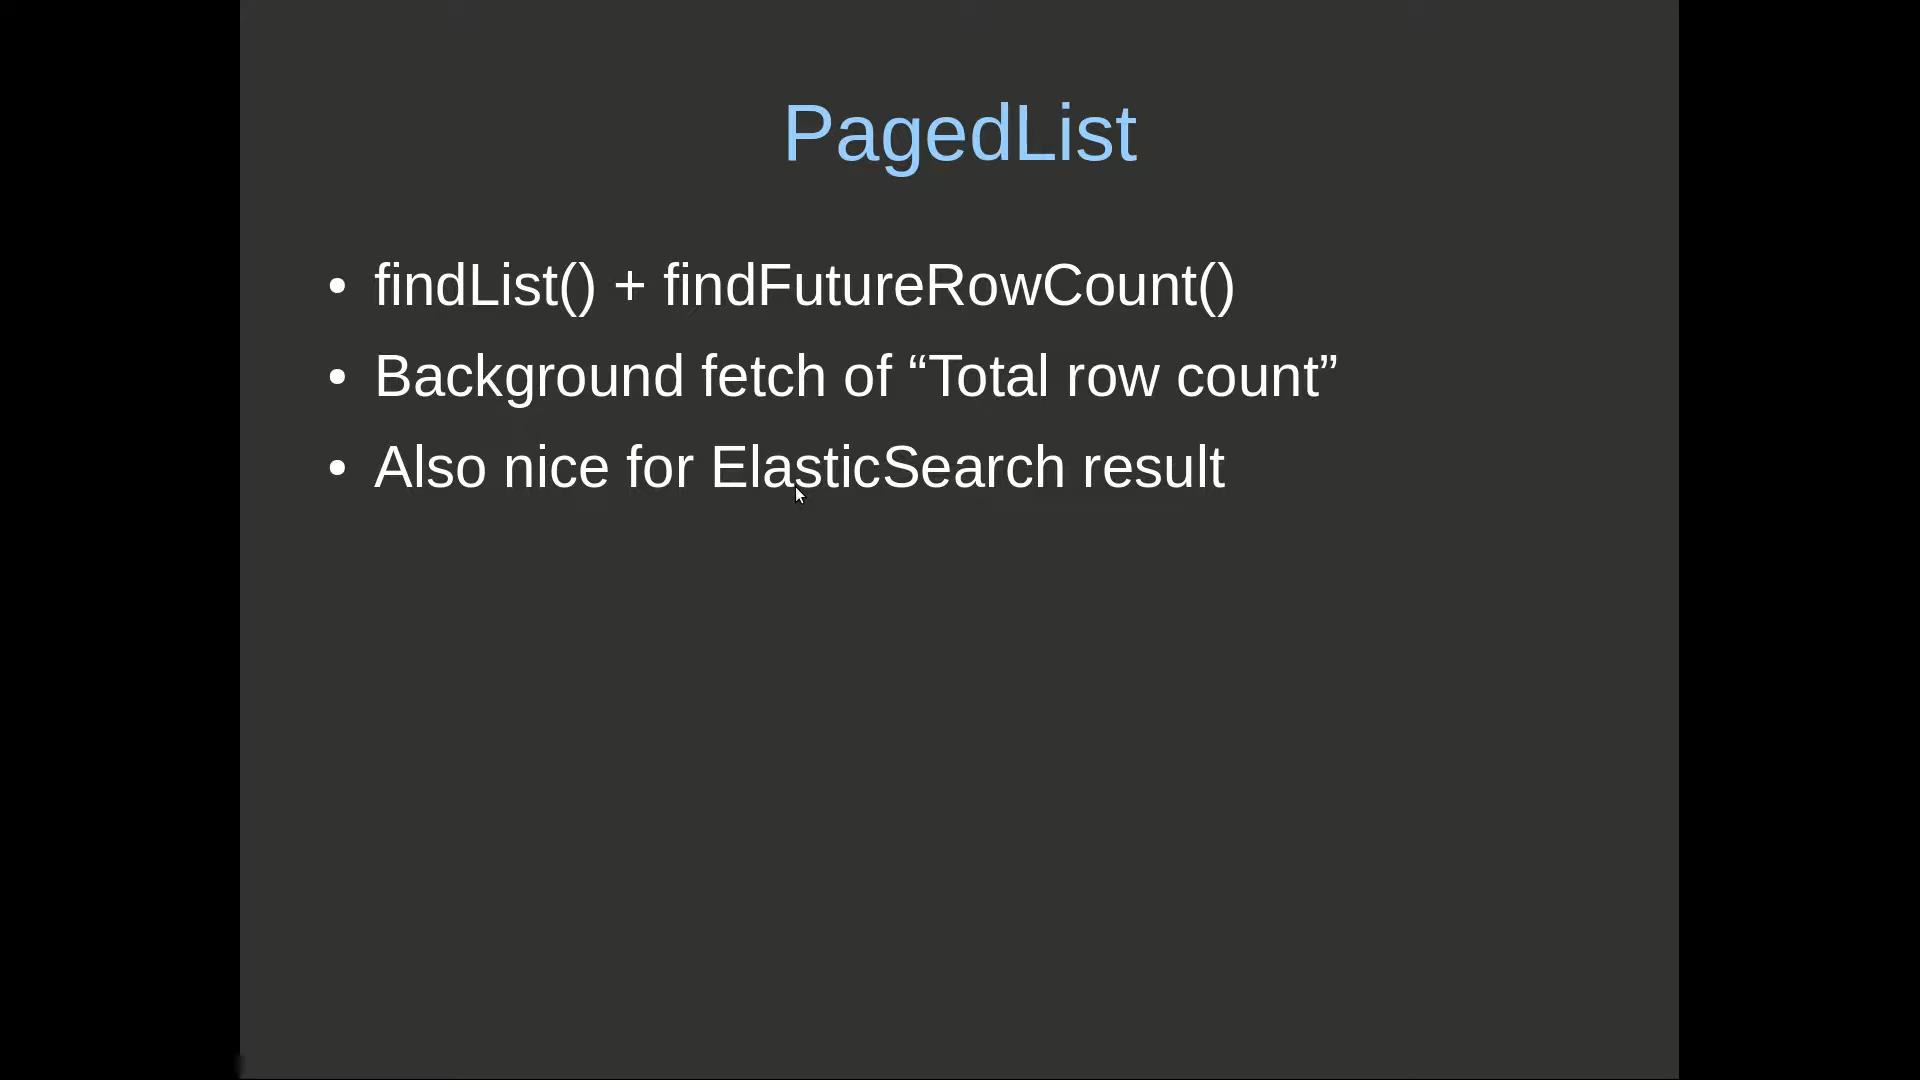 PagedList
• findList() + findFutureRowCount()
• Background fetch of “Total row count”
• Also nice for ElasticSearch result